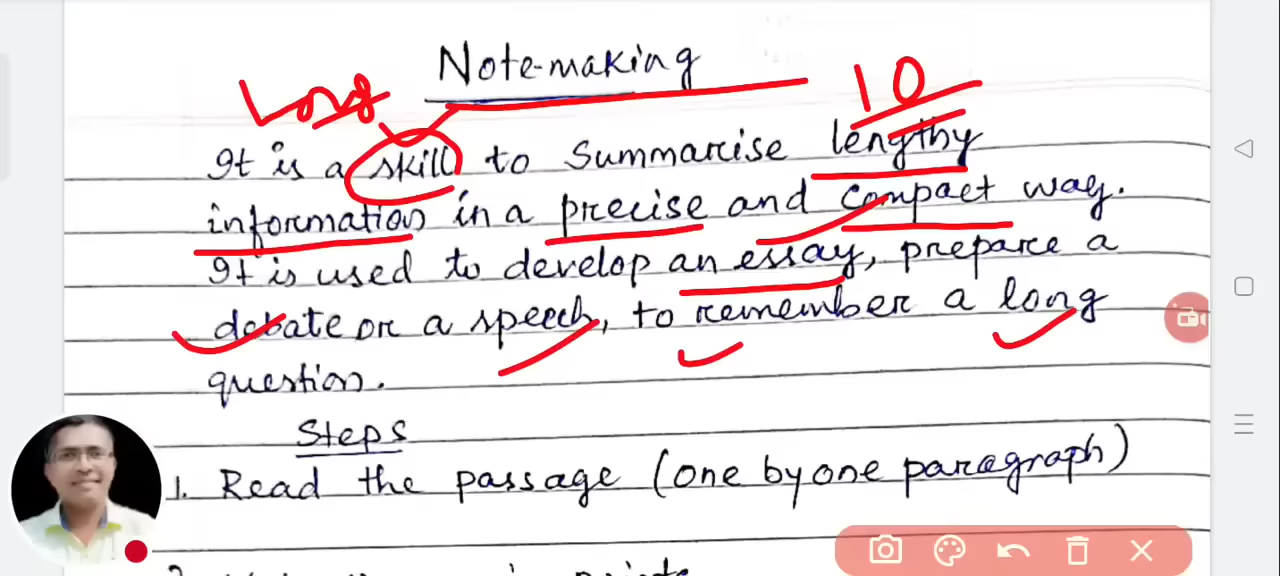 Note-making
Long 10
It is a skill to Summarise lengthy
information in a precise and compact way.
It is used to develop an essay, prepare a
debate or a speech, to remember a long
question.
Steps
1. Read the passage (one by one paragraph)